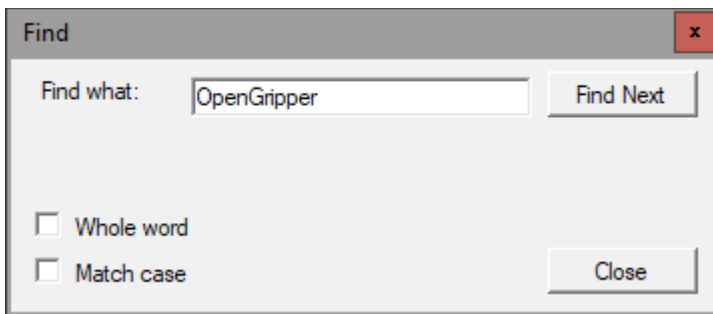 Find
x
Find what:
OpenGripper
Find Next
Whole word
Match case
Close